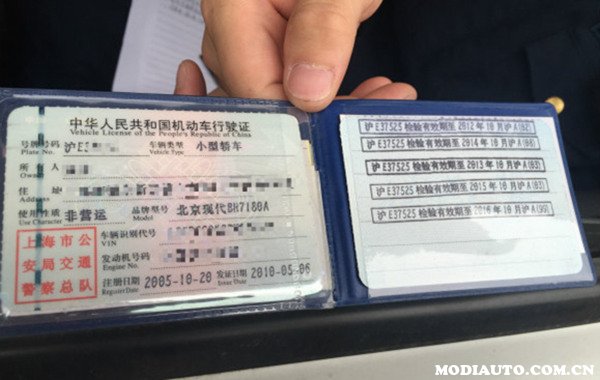 中华人民共和国机动车行驶证
Vehicle License of the People's Republic of China
号牌号码 沪E3 车辆类型 小型轿车
Plate No. Vehicle Type
所 人
Owner
住 址
Address
使用性质 非营运 品牌型号 北京现代BH7180A
Use Character Model
上海市公安局交通警察总队
车辆识别代号
VIN
发动机号码
Engine No.
注册日期 2005-10-20 发证日期 2010-05-06
Register Date Issue Date
沪E37525 检验有效期至 2012年10月沪A(82)
沪E37525 检验有效期至 2014年10月沪A(88)
沪E37525 检验有效期至 2013年10月沪A(83)
沪E37525 检验有效期至 2015年10月沪A(83)
沪E37525 检验有效期至 2016年10月沪A(99)
MODIAUTO.COM.CN